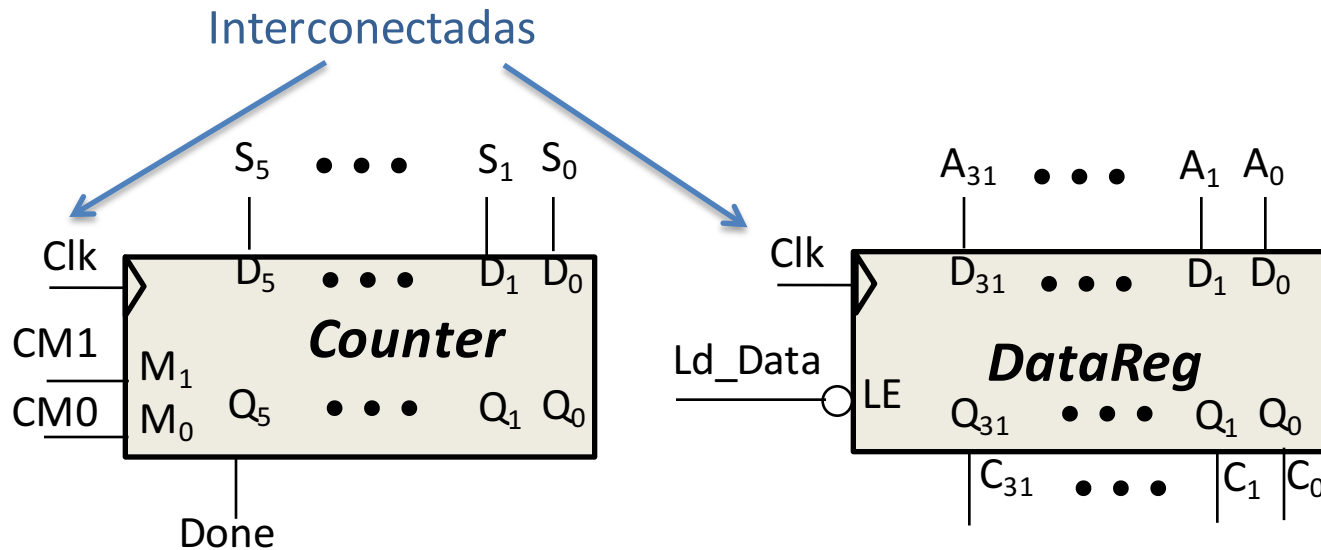 Interconectadas
S5 • • • S1 S0
A31 • • • A1 A0
Clk
D5 • • • D1 D0
Counter
CM1
M1
CM0
M0
Q5 • • • Q1 Q0
Done
Clk
D31 • • • D1 D0
DataReg
Ld_Data
LE
Q31 • • • Q1 Q0
C31 • • • C1 C0